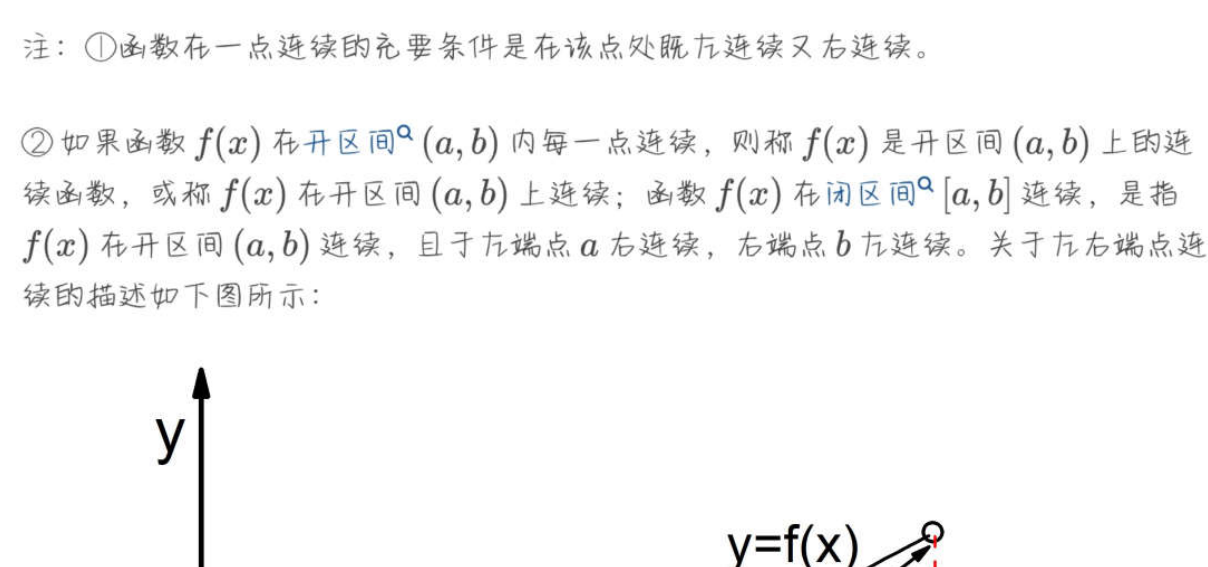 注：①函数在一点连续的充要条件是在该点处既左连续又右连续。
②如果函数 f(x) 在开区间 (a, b) 内每一点连续，则称 f(x) 是开区间 (a, b) 上的连
续函数，或称 f(x) 在开区间 (a, b) 上连续；函数 f(x) 在闭区间 [a, b] 连续，是指
f(x) 在开区间 (a, b) 连续，且于左端点 a 右连续，右端点 b 左连续。关于左右端点连
续的描述如下图所示：
y
y=f(x)